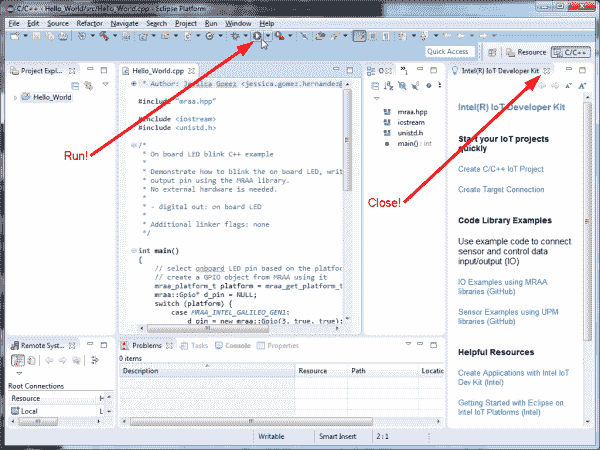 C/C++ - Hello_World/src/Hello_World.cpp - Eclipse Platform
File Edit Source Refactor Navigate Search Project Run Window Help
Quick Access
Resource
C/C++
Project Expl...
Hello_World
Run!
Hello_World.cpp
* Author: Jessica Gomez <jessica.gomez.hernandez
#include "mraa.hpp"
#include <iostream>
#include <unistd.h>
/*
* On board LED blink C++ example
*
* Demonstrate how to blink the on board LED, writ
* output pin using the MRAA library.
* No external hardware is needed.
*
* - digital out: on board LED
*
* Additional linker flags: none
*/
int main()
{
// select onboard LED pin based on the platfor
// create a GPIO object from MRAA using it
mraa_platform_t platform = mraa_get_platform_t
mraa::Gpio* d_pin = NULL;
switch (platform) {
case MRAA_INTEL_GALILEO_GEN1:
d_pin = new mraa::Gpio(3, true, true);
O
mraa.hpp
iostream
unistd.h
main() : int
Close!
Intel(R) IoT Developer Kit
Intel(R) IoT Developer Kit
Start your IoT projects
quickly
Create C/C++ IoT Project
Create Target Connection
Code Library Examples
Use example code to connect
sensor and control data
input/output (IO)
IO Examples using MRAA
libraries (GitHub)
Sensor Examples using UPM
libraries (GitHub)
Helpful Resources
Create Applications with Intel IoT
Dev Kit (Intel)
Getting Started with Eclipse on
Intel IoT Platforms (Intel)
Remote Sys...
Root Connections
Resource
Local
Problems
Tasks
Console
Properties
0 items
Description
Resource
Path
Locatic
Writable
Smart Insert
2 : 1